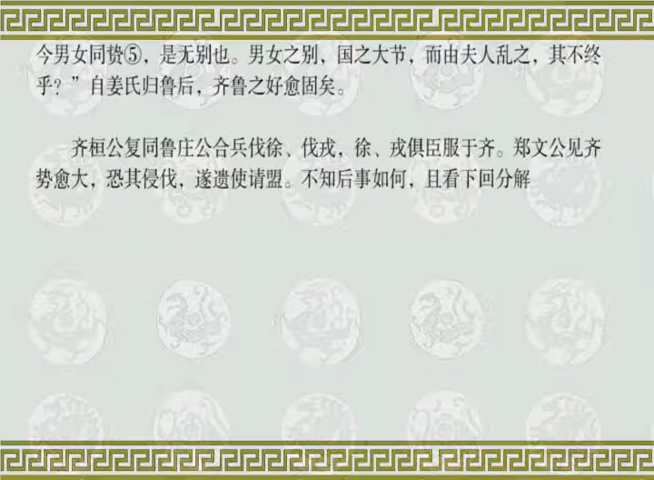 今男女同贽⑤，是无别也。男女之别，国之大节，而由夫人乱之，其不终
乎？”自姜氏归鲁后，齐鲁之好愈固矣。
齐桓公复同鲁庄公合兵伐徐、伐戎，徐、戎俱臣服于齐。郑文公见齐
势愈大，恐其侵伐，遂遣使请盟。不知后事如何，且看下回分解